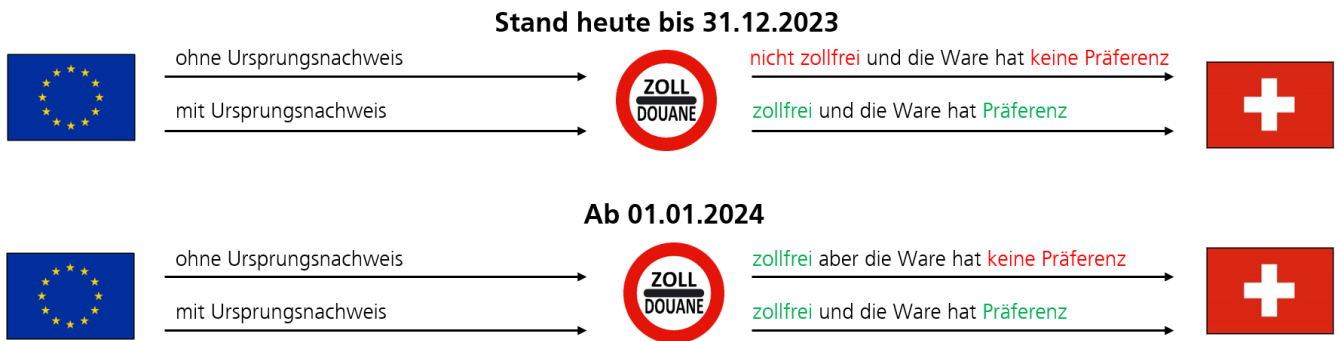 Stand heute bis 31.12.2023
ohne Ursprungsnachweis
nicht zollfrei und die Ware hat keine Präferenz
ZOLL
DOUANE
mit Ursprungsnachweis
zollfrei und die Ware hat Präferenz
Ab 01.01.2024
ohne Ursprungsnachweis
zollfrei aber die Ware hat keine Präferenz
ZOLL
DOUANE
mit Ursprungsnachweis
zollfrei und die Ware hat Präferenz